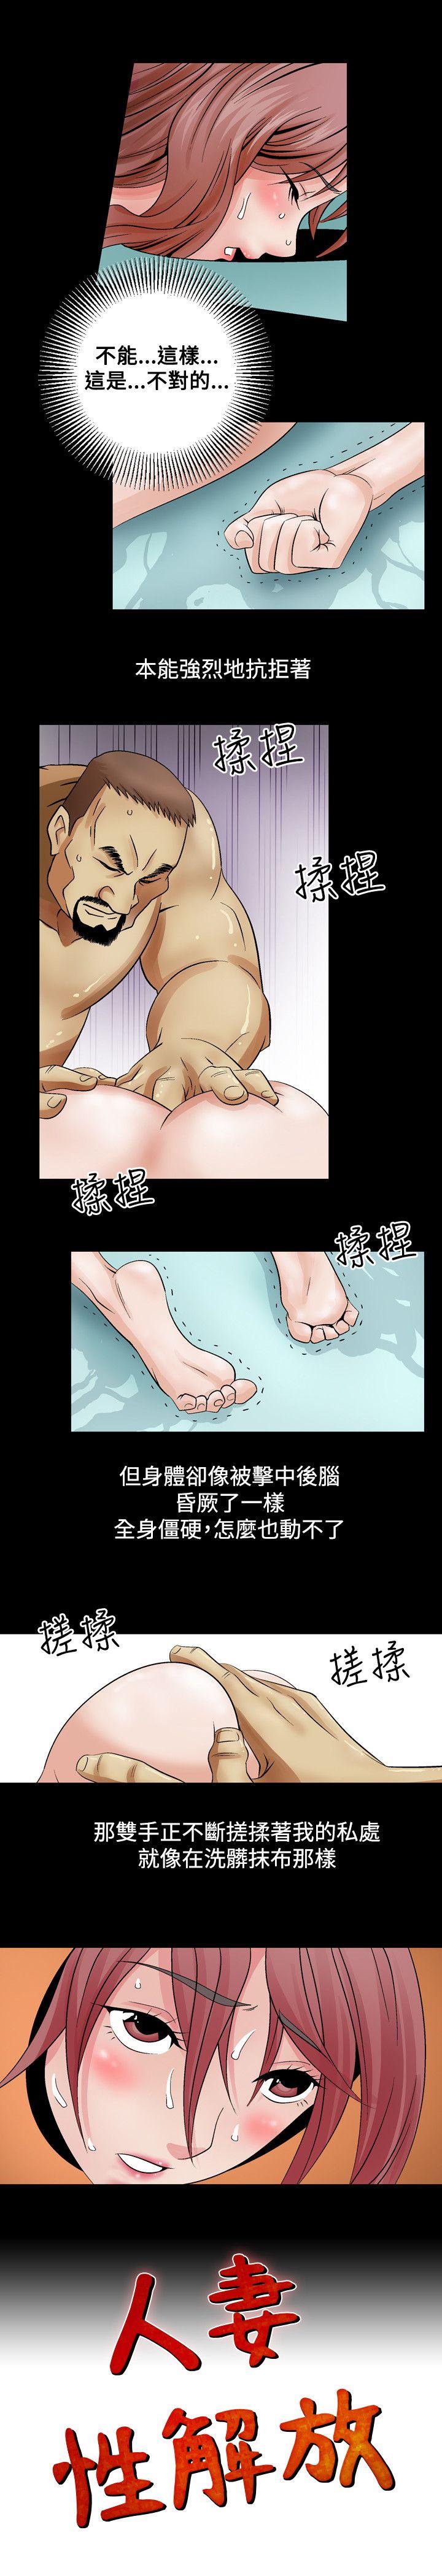 不能...這樣...
這是...不對的...
本能強烈地抗拒著
揉捏
揉捏
揉捏
揉捏
但身體卻像被擊中後腦
昏厥了一樣
全身僵硬,怎麼也動不了
搓揉
搓揉
那雙手正不斷搓揉著我的私處
就像在洗髒抹布那樣
人妻
性解放